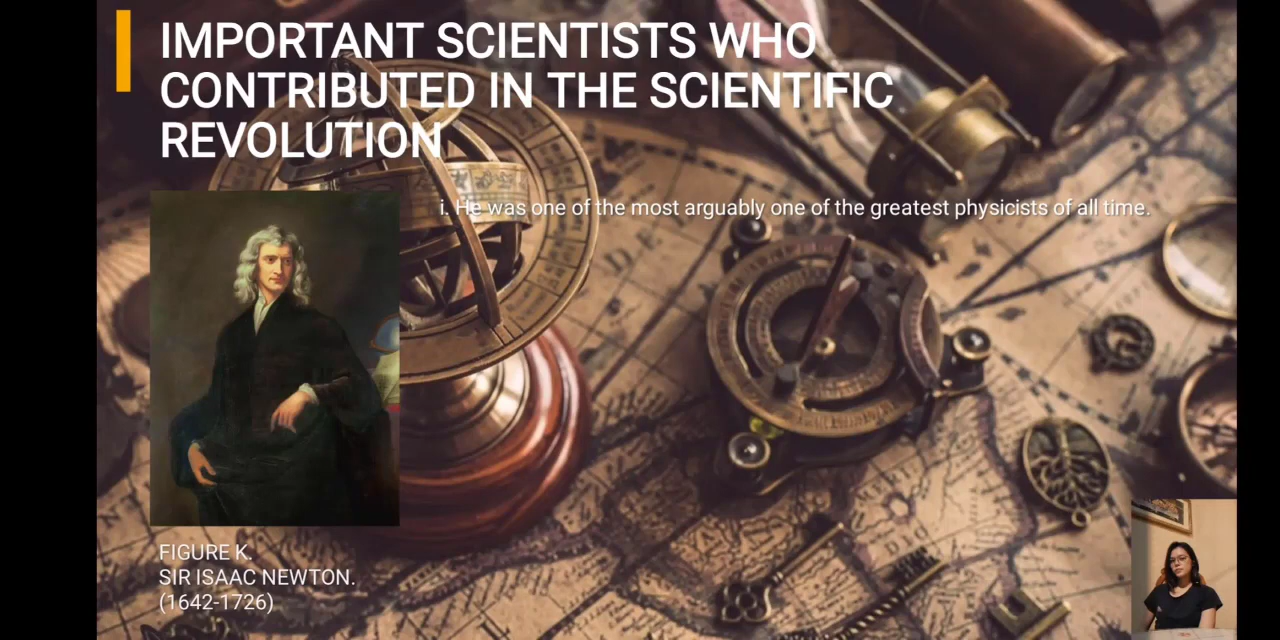 IMPORTANT SCIENTISTS WHO
CONTRIBUTED IN THE SCIENTIFIC
REVOLUTION
i. He was one of the most arguably one of the greatest physicists of all time.
FIGURE K.
SIR ISAAC NEWTON.
(1642-1726)